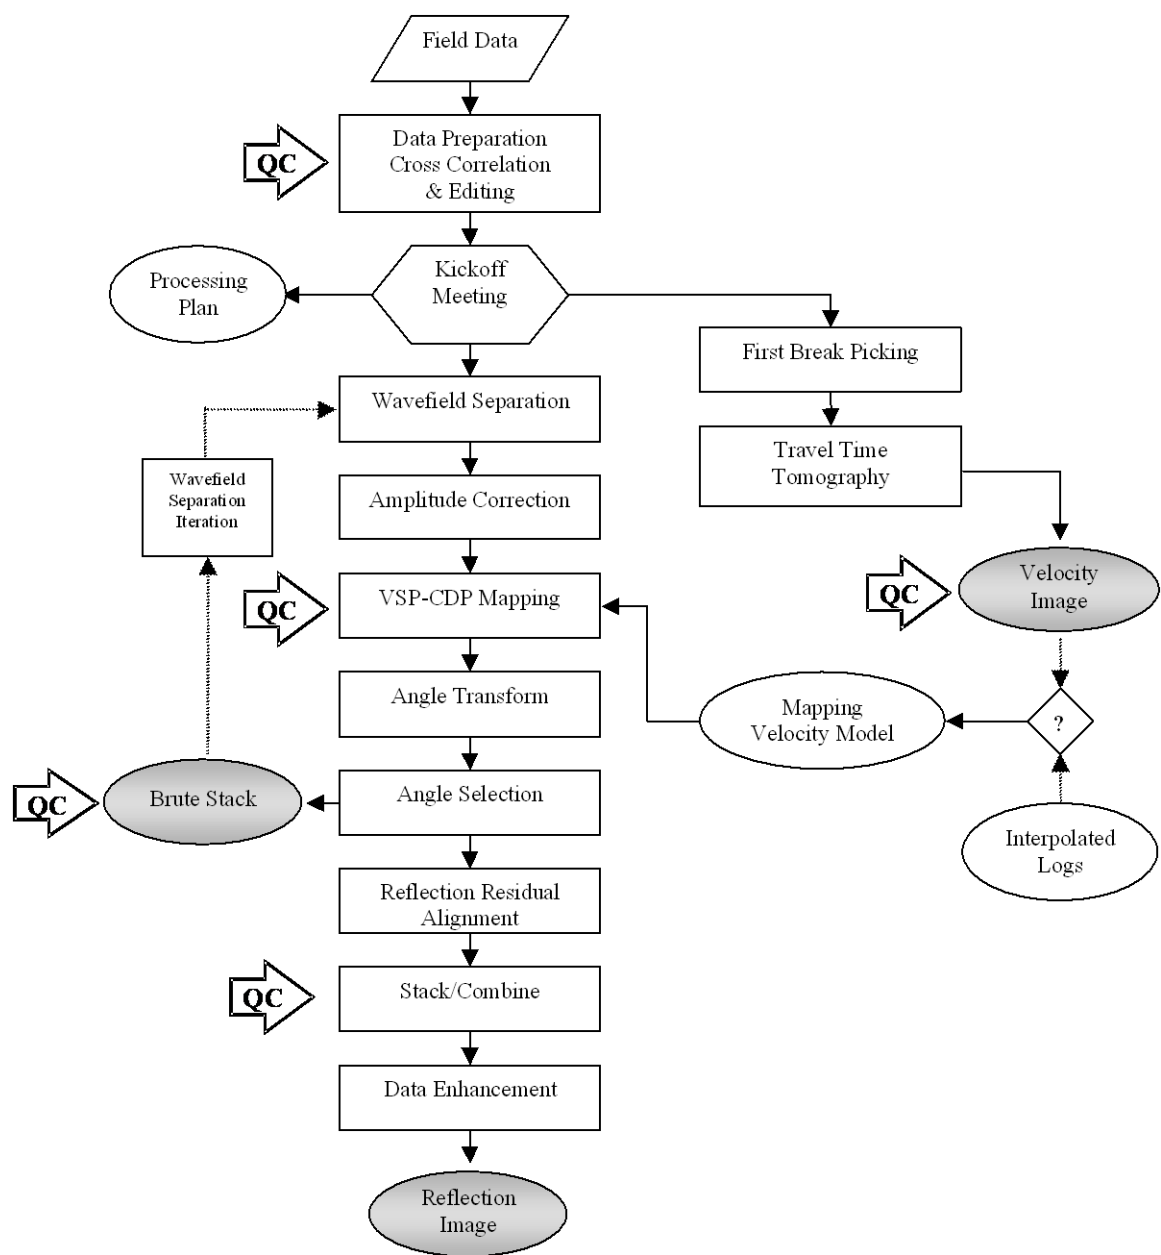 Field Data
QC
Data Preparation
Cross Correlation
& Editing
Processing
Plan
Kickoff
Meeting
First Break Picking
Wavefield Separation
Travel Time
Tomography
Wavefield
Separation
Iteration
Amplitude Correction
QC
VSP-CDP Mapping
QC
Velocity
Image
Angle Transform
Mapping
Velocity Model
?
QC
Brute Stack
Angle Selection
Interpolated
Logs
Reflection Residual
Alignment
QC
Stack/Combine
Data Enhancement
Reflection
Image